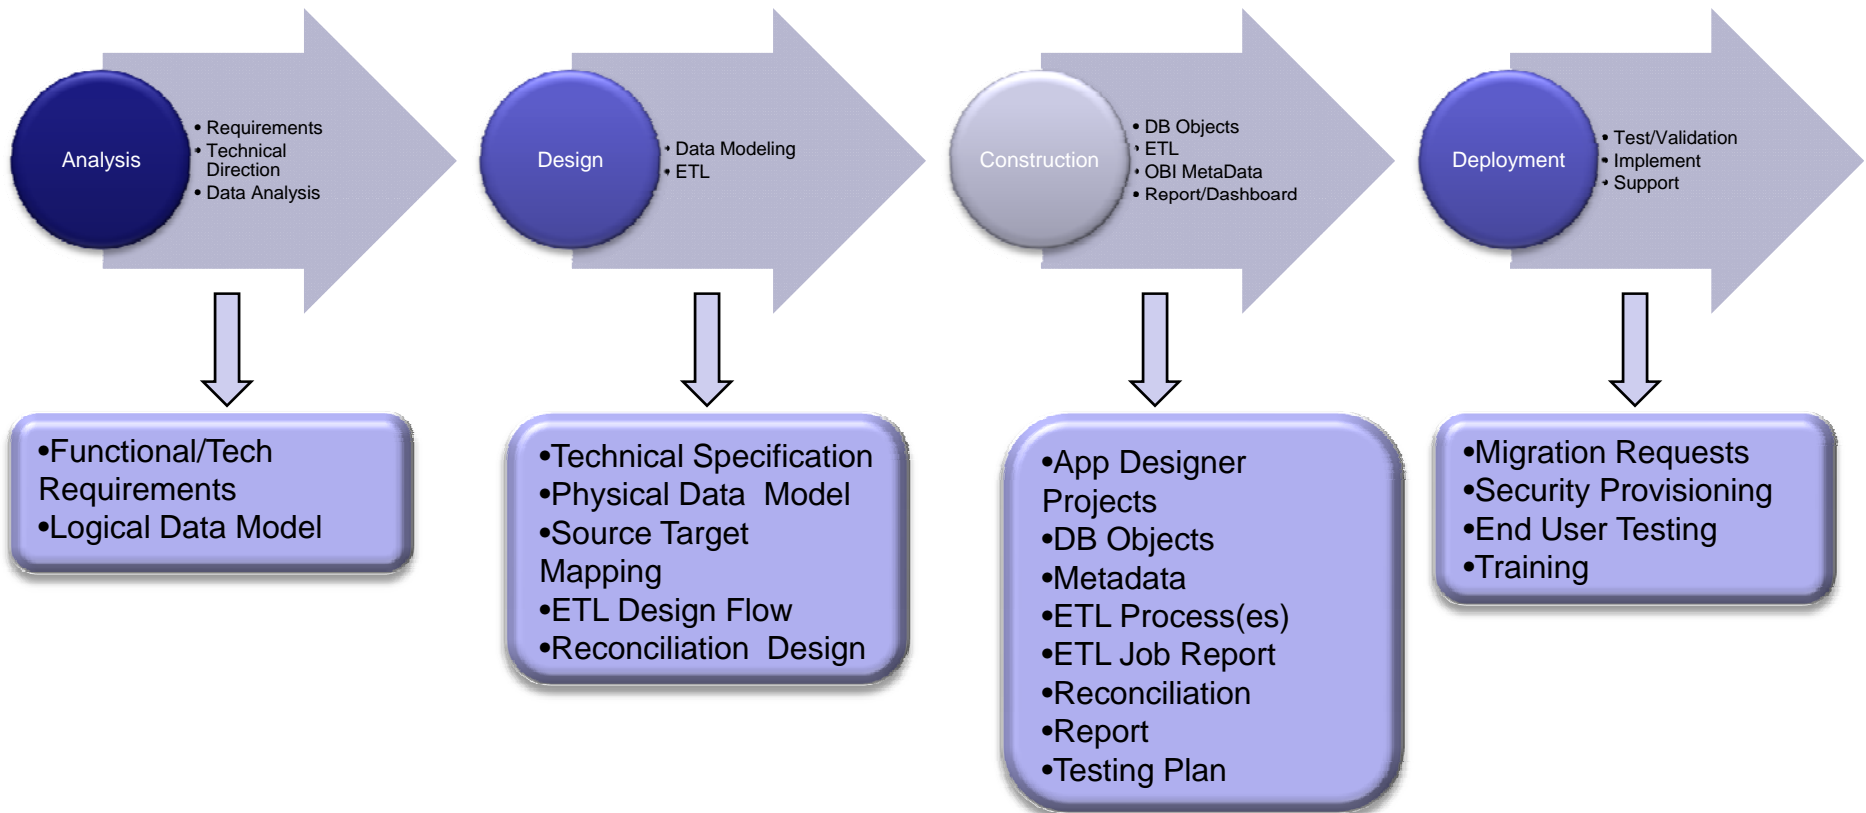 Analysis
• Requirements
• Technical
Direction
• Data Analysis
Design
• Data Modeling
• ETL
Construction
• DB Objects
• ETL
• OBI MetaData
• Report/Dashboard
Deployment
• Test/Validation
• Implement
• Support
•Functional/Tech
Requirements
•Logical Data Model
•Technical Specification
•Physical Data  Model
•Source Target
Mapping
•ETL Design Flow
•Reconciliation  Design
•App Designer
Projects
•DB Objects
•Metadata
•ETL Process(es)
•ETL Job Report
•Reconciliation
•Report
•Testing Plan
•Migration Requests
•Security Provisioning
•End User Testing
•Training